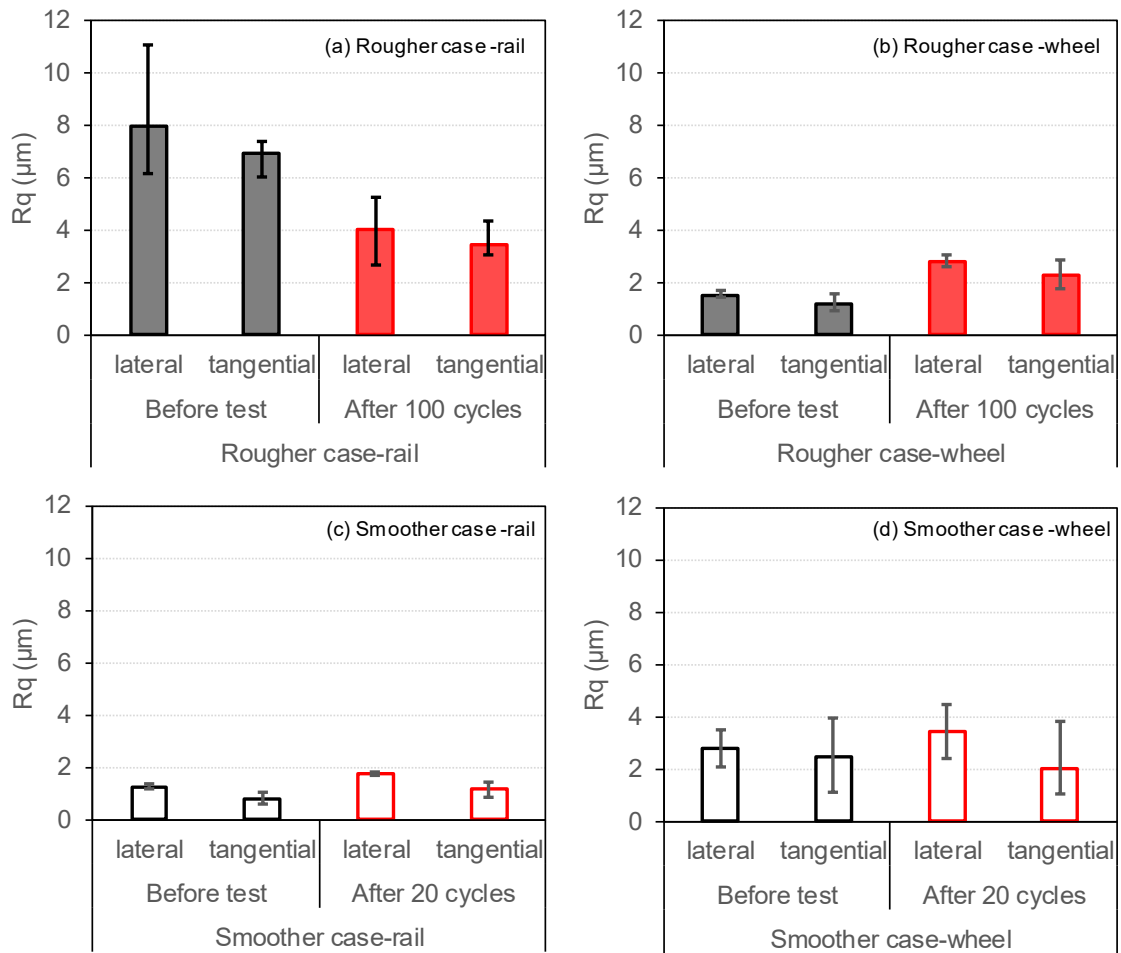 (a) Rougher case -rail
12
10
8
6
4
2
0
Rq (µm)
lateral tangential lateral tangential
Before test After 100 cycles
Rougher case-rail
(b) Rougher case -wheel
12
10
8
6
4
2
0
Rq (µm)
lateral tangential lateral tangential
Before test After 100 cycles
Rougher case-wheel
(c) Smoother case -rail
12
10
8
6
4
2
0
Rq (µm)
lateral tangential lateral tangential
Before test After 20 cycles
Smoother case-rail
(d) Smoother case -wheel
12
10
8
6
4
2
0
Rq (µm)
lateral tangential lateral tangential
Before test After 20 cycles
Smoother case-wheel